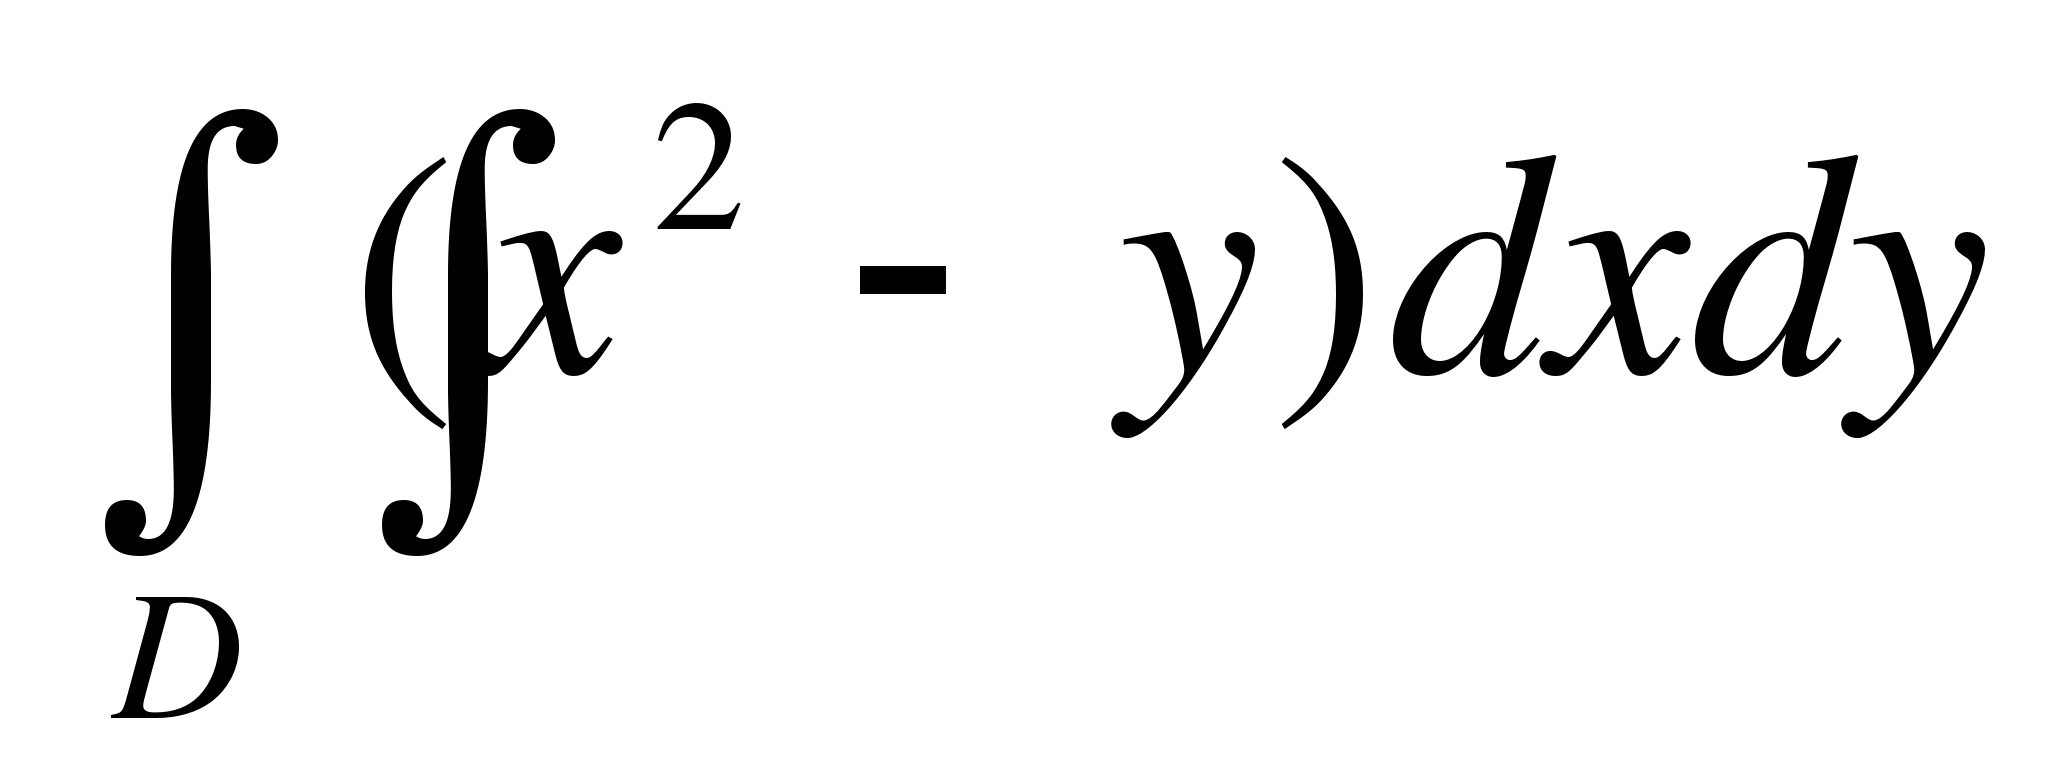 ∫∫(x² - y)dxdy
D